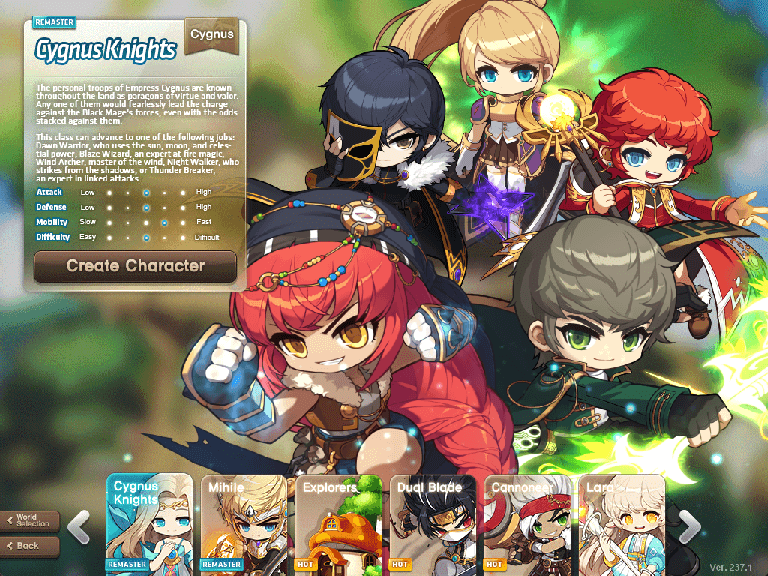 REMASTER
Cygnus Knights
Cygnus
The personal troops of Empress Cygnus are known
throughout the land as paragons of virtue and valor.
Any one of them would fearlessly lead the charge
against the Black Mage's forces, even with the odds
stacked against them.
This class can advance to one of the following jobs:
Dawn Warrior, who uses the sun, moon, and celes-
tial power, Blaze Wizard, an expert at fire magic,
Wind Archer, master of the wind, Night Walker, who
strikes from the shadows, or Thunder Breaker,
an expert in linked attacks.
Attack Low High
Defense Low High
Mobility Slow Fast
Difficulty Easy Difficult
Create Character
Cygnus
Knights
Mihile
Explorers
Dual Blade
Cannoneer
Lara
World
Selection
Back
REMASTER
REMASTER
HOT
HOT
HOT
Ver. 237.1